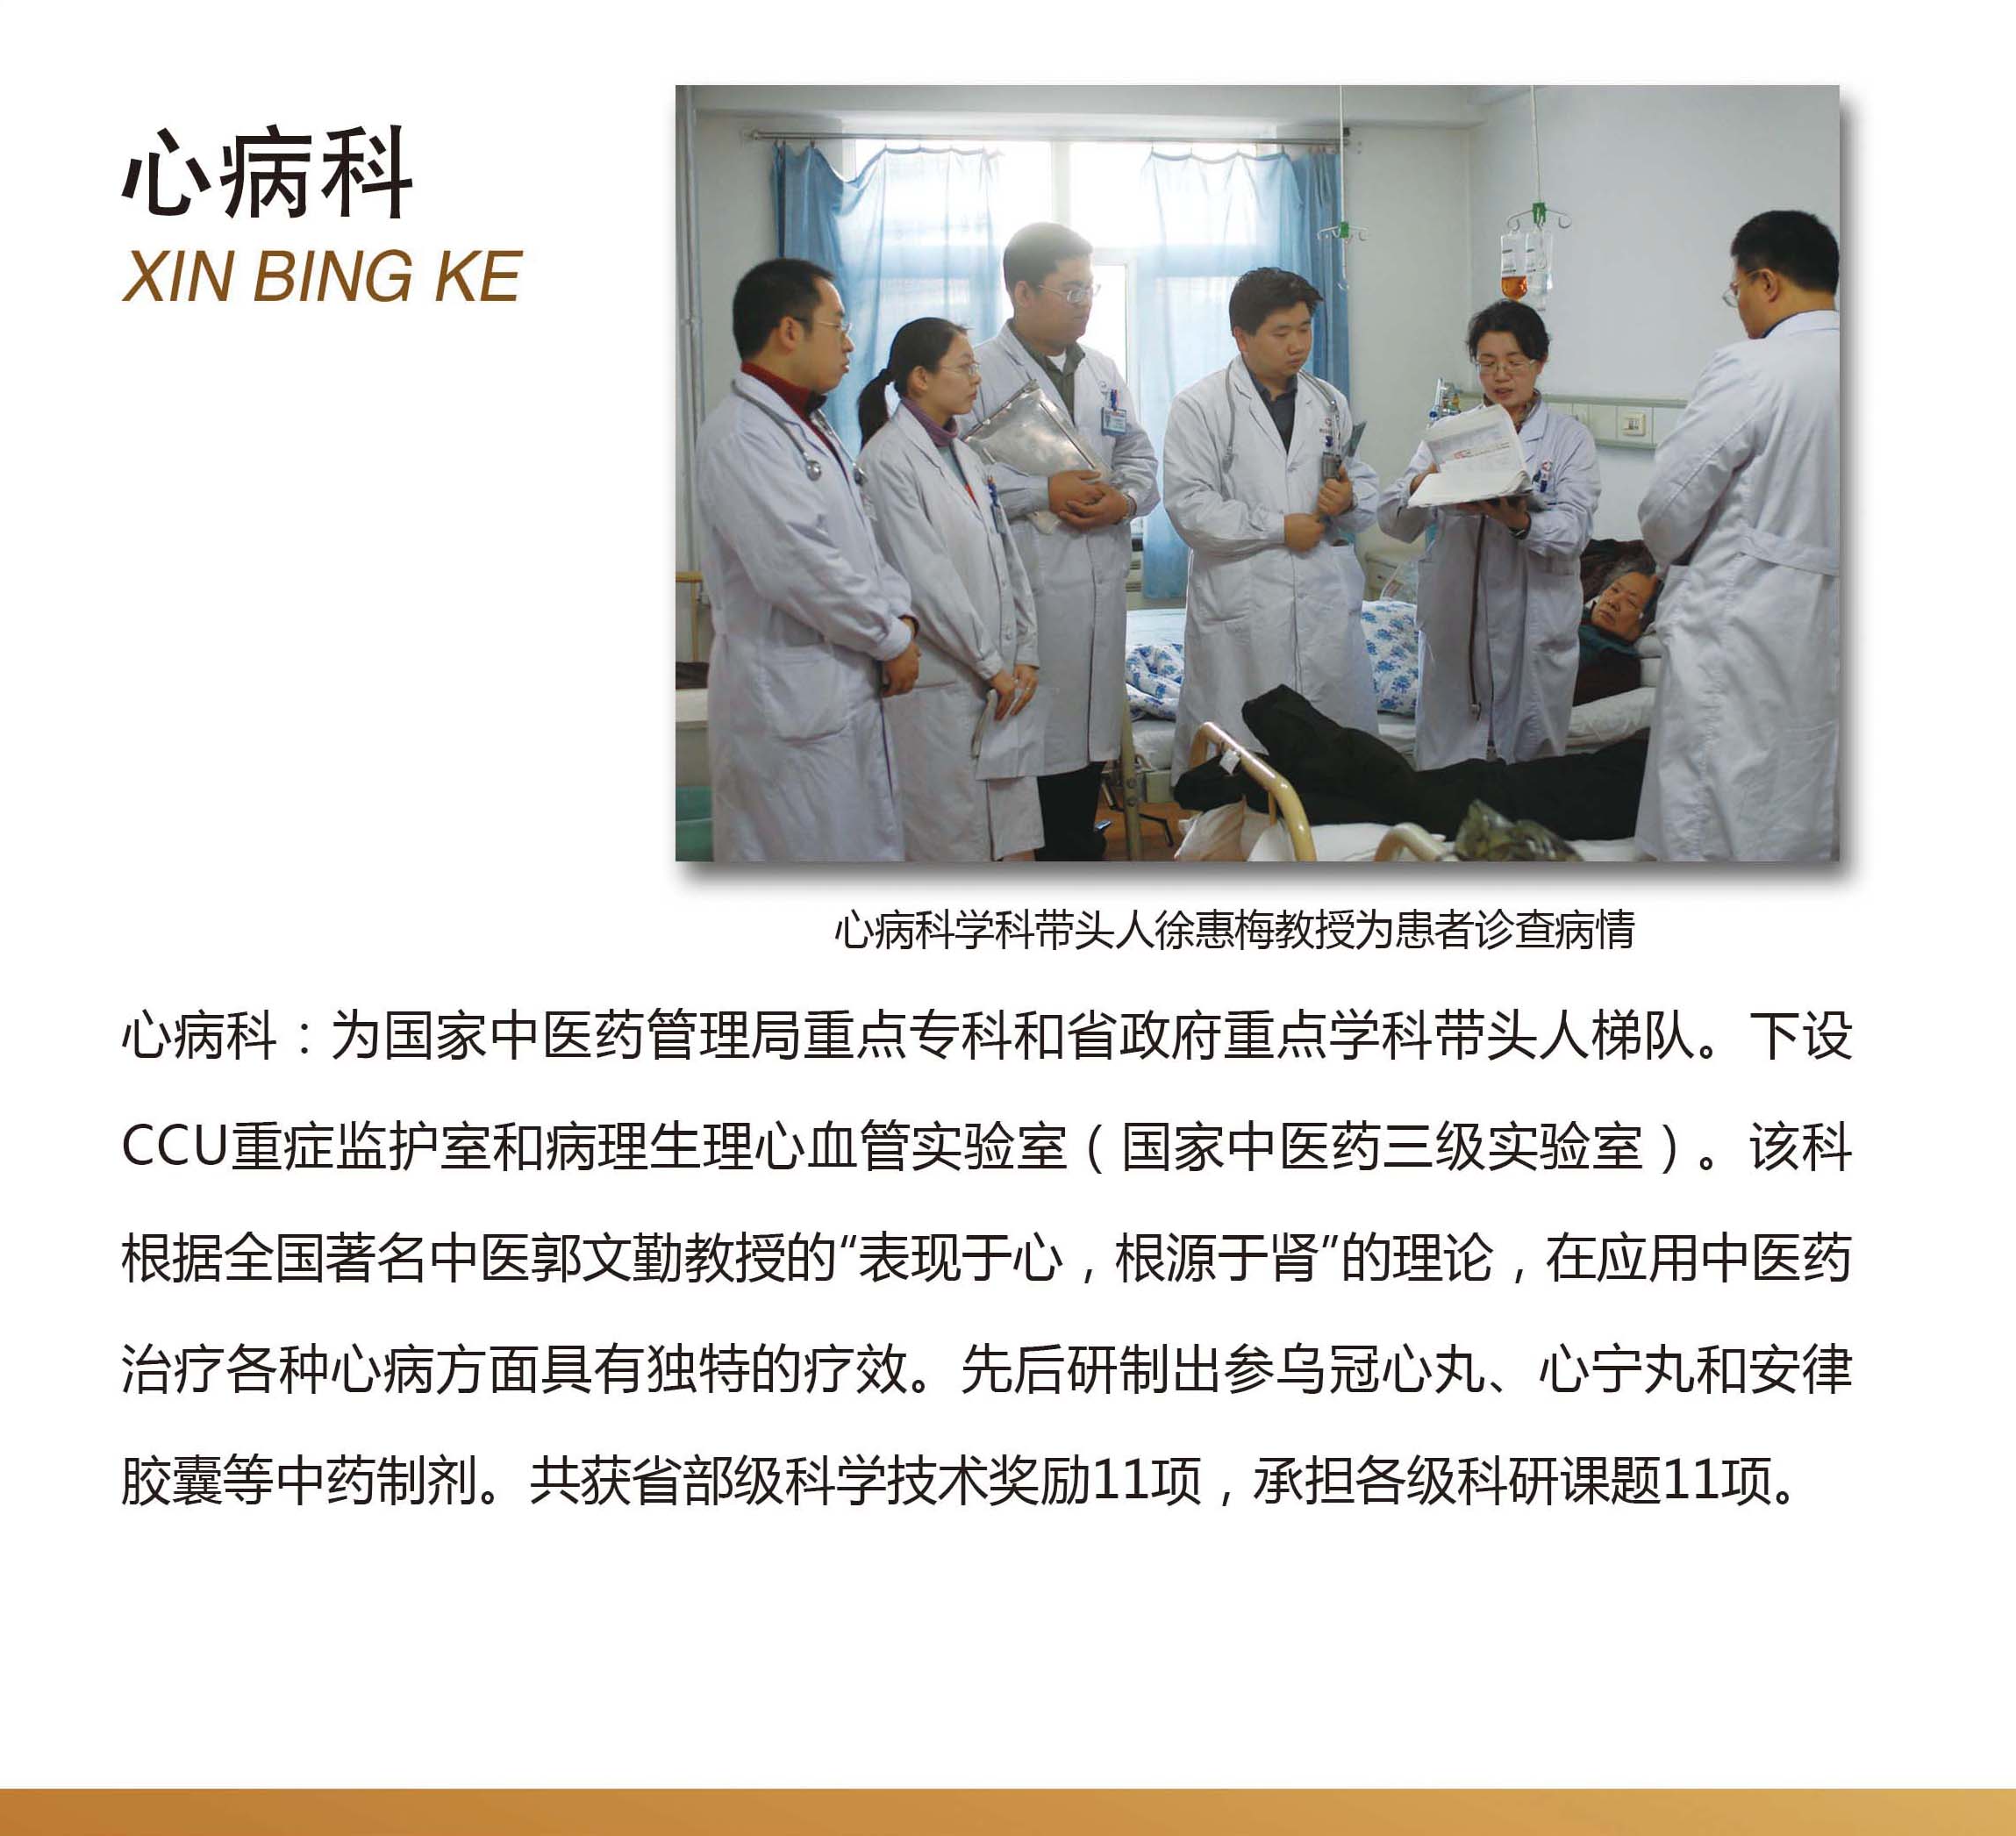 心病科
XIN BING KE
心病科学科带头人徐惠梅教授为患者诊查病情
心病科：为国家中医药管理局重点专科和省政府重点学科带头人梯队。下设
CCU重症监护室和病理生理心血管实验室（国家中医药三级实验室）。该科
根据全国著名中医郭文勤教授的“表现于心，根源于肾”的理论，在应用中医药
治疗各种心病方面具有独特的疗效。先后研制出参乌冠心丸、心宁丸和安律
胶囊等中药制剂。共获省部级科学技术奖励11项，承担各级科研课题11项。